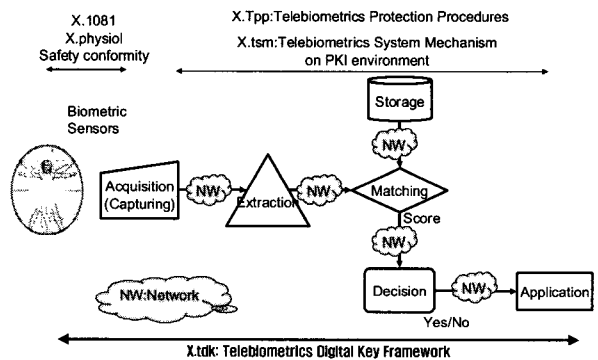 X.1081
X.physiol
Safety conformity
X.Tpp:Telebiometrics Protection Procedures
X.tsm:Telebiometrics System Mechanism
on PKI environment
Biometric
Sensors
Storage
NW
Acquisition
(Capturing)
NW
Extraction
NW
Matching
Score
NW
NW:Network
Decision
NW
Application
Yes/No
X.tdk: Telebiometrics Digital Key Framework